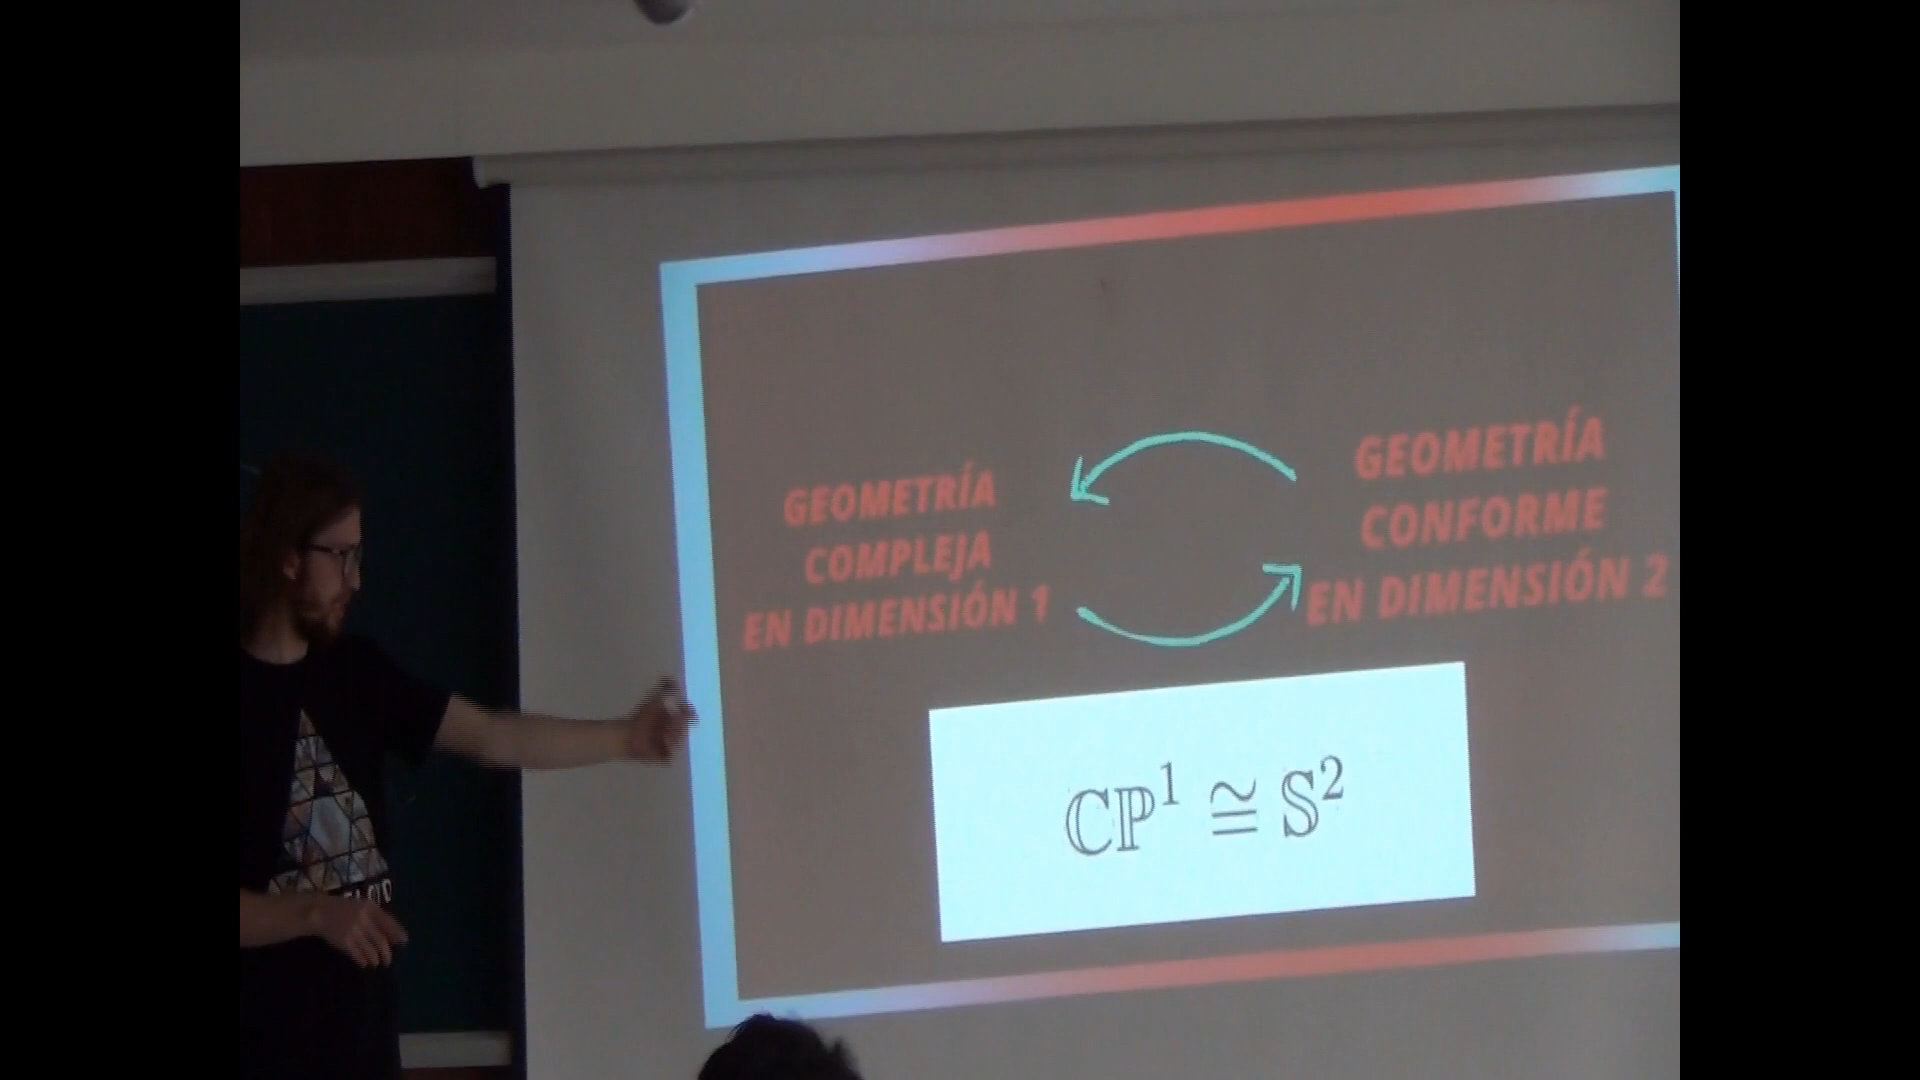 GEOMETRÍA
COMPLEJA
EN DIMENSIÓN 1
GEOMETRÍA
CONFORME
EN DIMENSIÓN 2
ℂℙ¹ ≅ 𝕊²